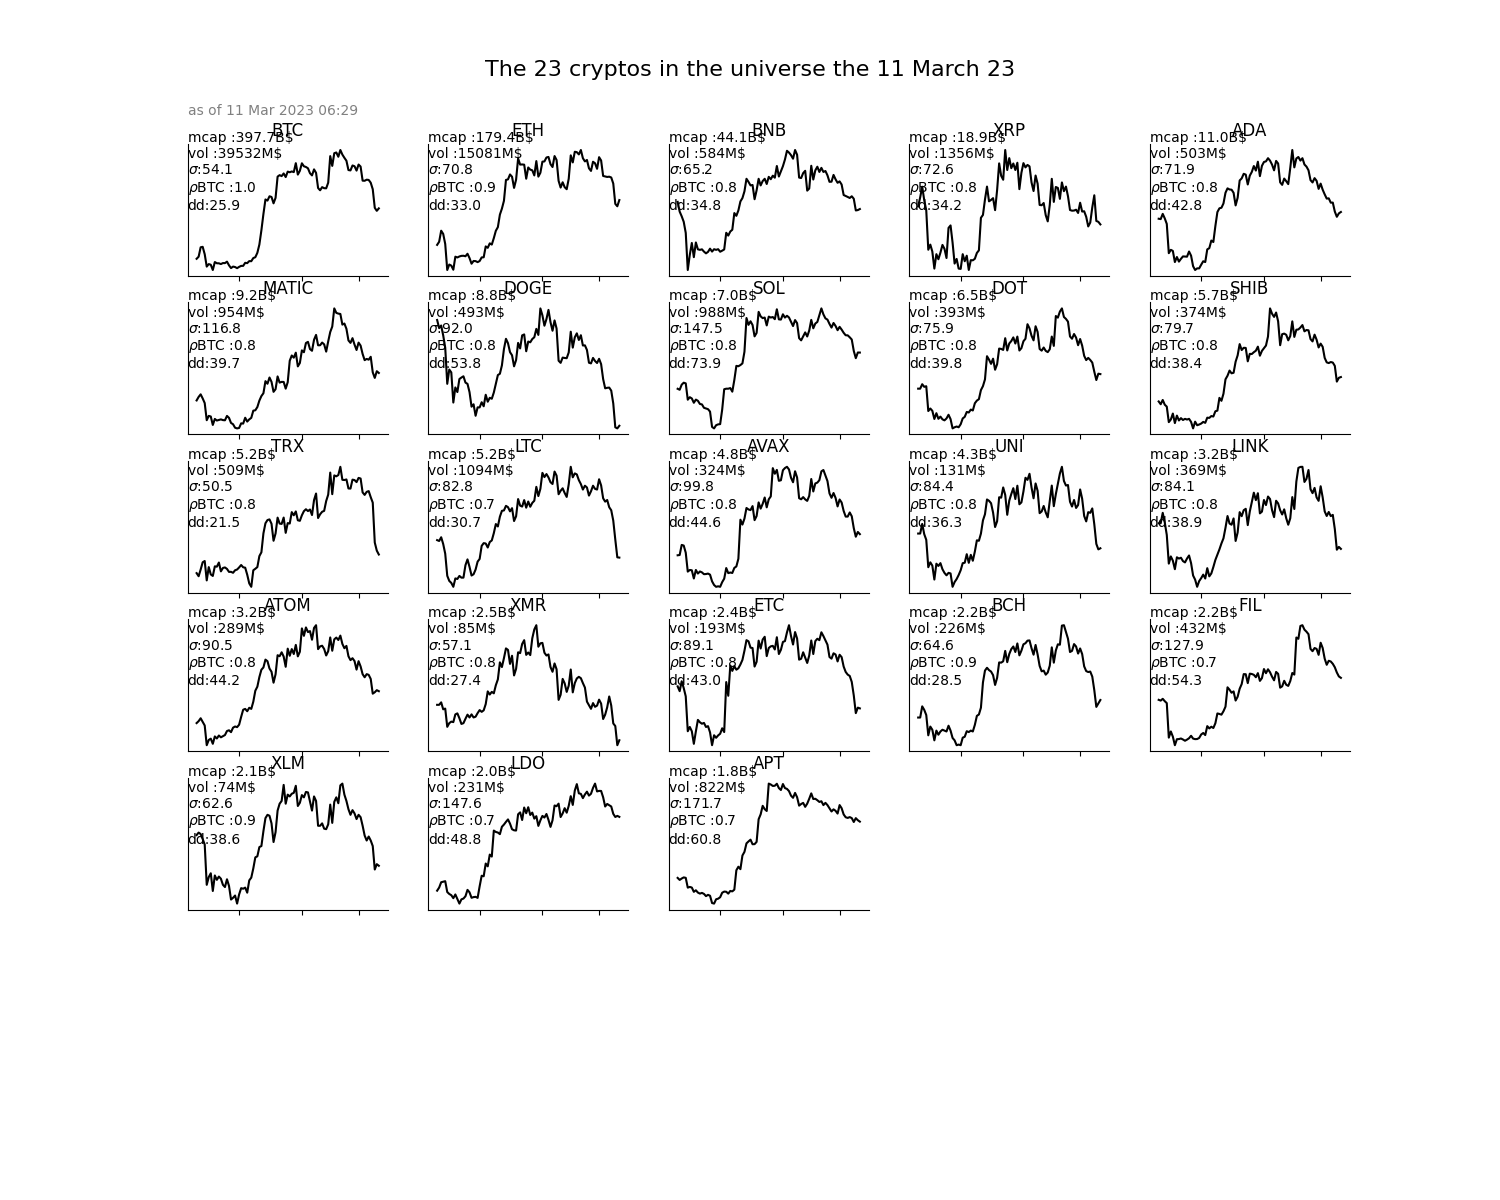 The 23 cryptos in the universe the 11 March 23
as of 11 Mar 2023 06:29
BTC
mcap :397.7B$
vol :39532M$
σ:54.1
ρBTC :1.0
dd:25.9
ETH
mcap :179.4B$
vol :15081M$
σ:70.8
ρBTC :0.9
dd:33.0
BNB
mcap :44.1B$
vol :584M$
σ:65.2
ρBTC :0.8
dd:34.8
XRP
mcap :18.9B$
vol :1356M$
σ:72.6
ρBTC :0.8
dd:34.2
ADA
mcap :11.0B$
vol :503M$
σ:71.9
ρBTC :0.8
dd:42.8
MATIC
mcap :9.2B$
vol :954M$
σ:116.8
ρBTC :0.8
dd:39.7
DOGE
mcap :8.8B$
vol :493M$
σ:92.0
ρBTC :0.8
dd:53.8
SOL
mcap :7.0B$
vol :988M$
σ:147.5
ρBTC :0.8
dd:73.9
DOT
mcap :6.5B$
vol :393M$
σ:75.9
ρBTC :0.8
dd:39.8
SHIB
mcap :5.7B$
vol :374M$
σ:79.7
ρBTC :0.8
dd:38.4
TRX
mcap :5.2B$
vol :509M$
σ:50.5
ρBTC :0.8
dd:21.5
LTC
mcap :5.2B$
vol :1094M$
σ:82.8
ρBTC :0.7
dd:30.7
AVAX
mcap :4.8B$
vol :324M$
σ:99.8
ρBTC :0.8
dd:44.6
UNI
mcap :4.3B$
vol :131M$
σ:84.4
ρBTC :0.8
dd:36.3
LINK
mcap :3.2B$
vol :369M$
σ:84.1
ρBTC :0.8
dd:38.9
ATOM
mcap :3.2B$
vol :289M$
σ:90.5
ρBTC :0.8
dd:44.2
XMR
mcap :2.5B$
vol :85M$
σ:57.1
ρBTC :0.8
dd:27.4
ETC
mcap :2.4B$
vol :193M$
σ:89.1
ρBTC :0.8
dd:43.0
BCH
mcap :2.2B$
vol :226M$
σ:64.6
ρBTC :0.9
dd:28.5
FIL
mcap :2.2B$
vol :432M$
σ:127.9
ρBTC :0.7
dd:54.3
XLM
mcap :2.1B$
vol :74M$
σ:62.6
ρBTC :0.9
dd:38.6
LDO
mcap :2.0B$
vol :231M$
σ:147.6
ρBTC :0.7
dd:48.8
APT
mcap :1.8B$
vol :822M$
σ:171.7
ρBTC :0.7
dd:60.8